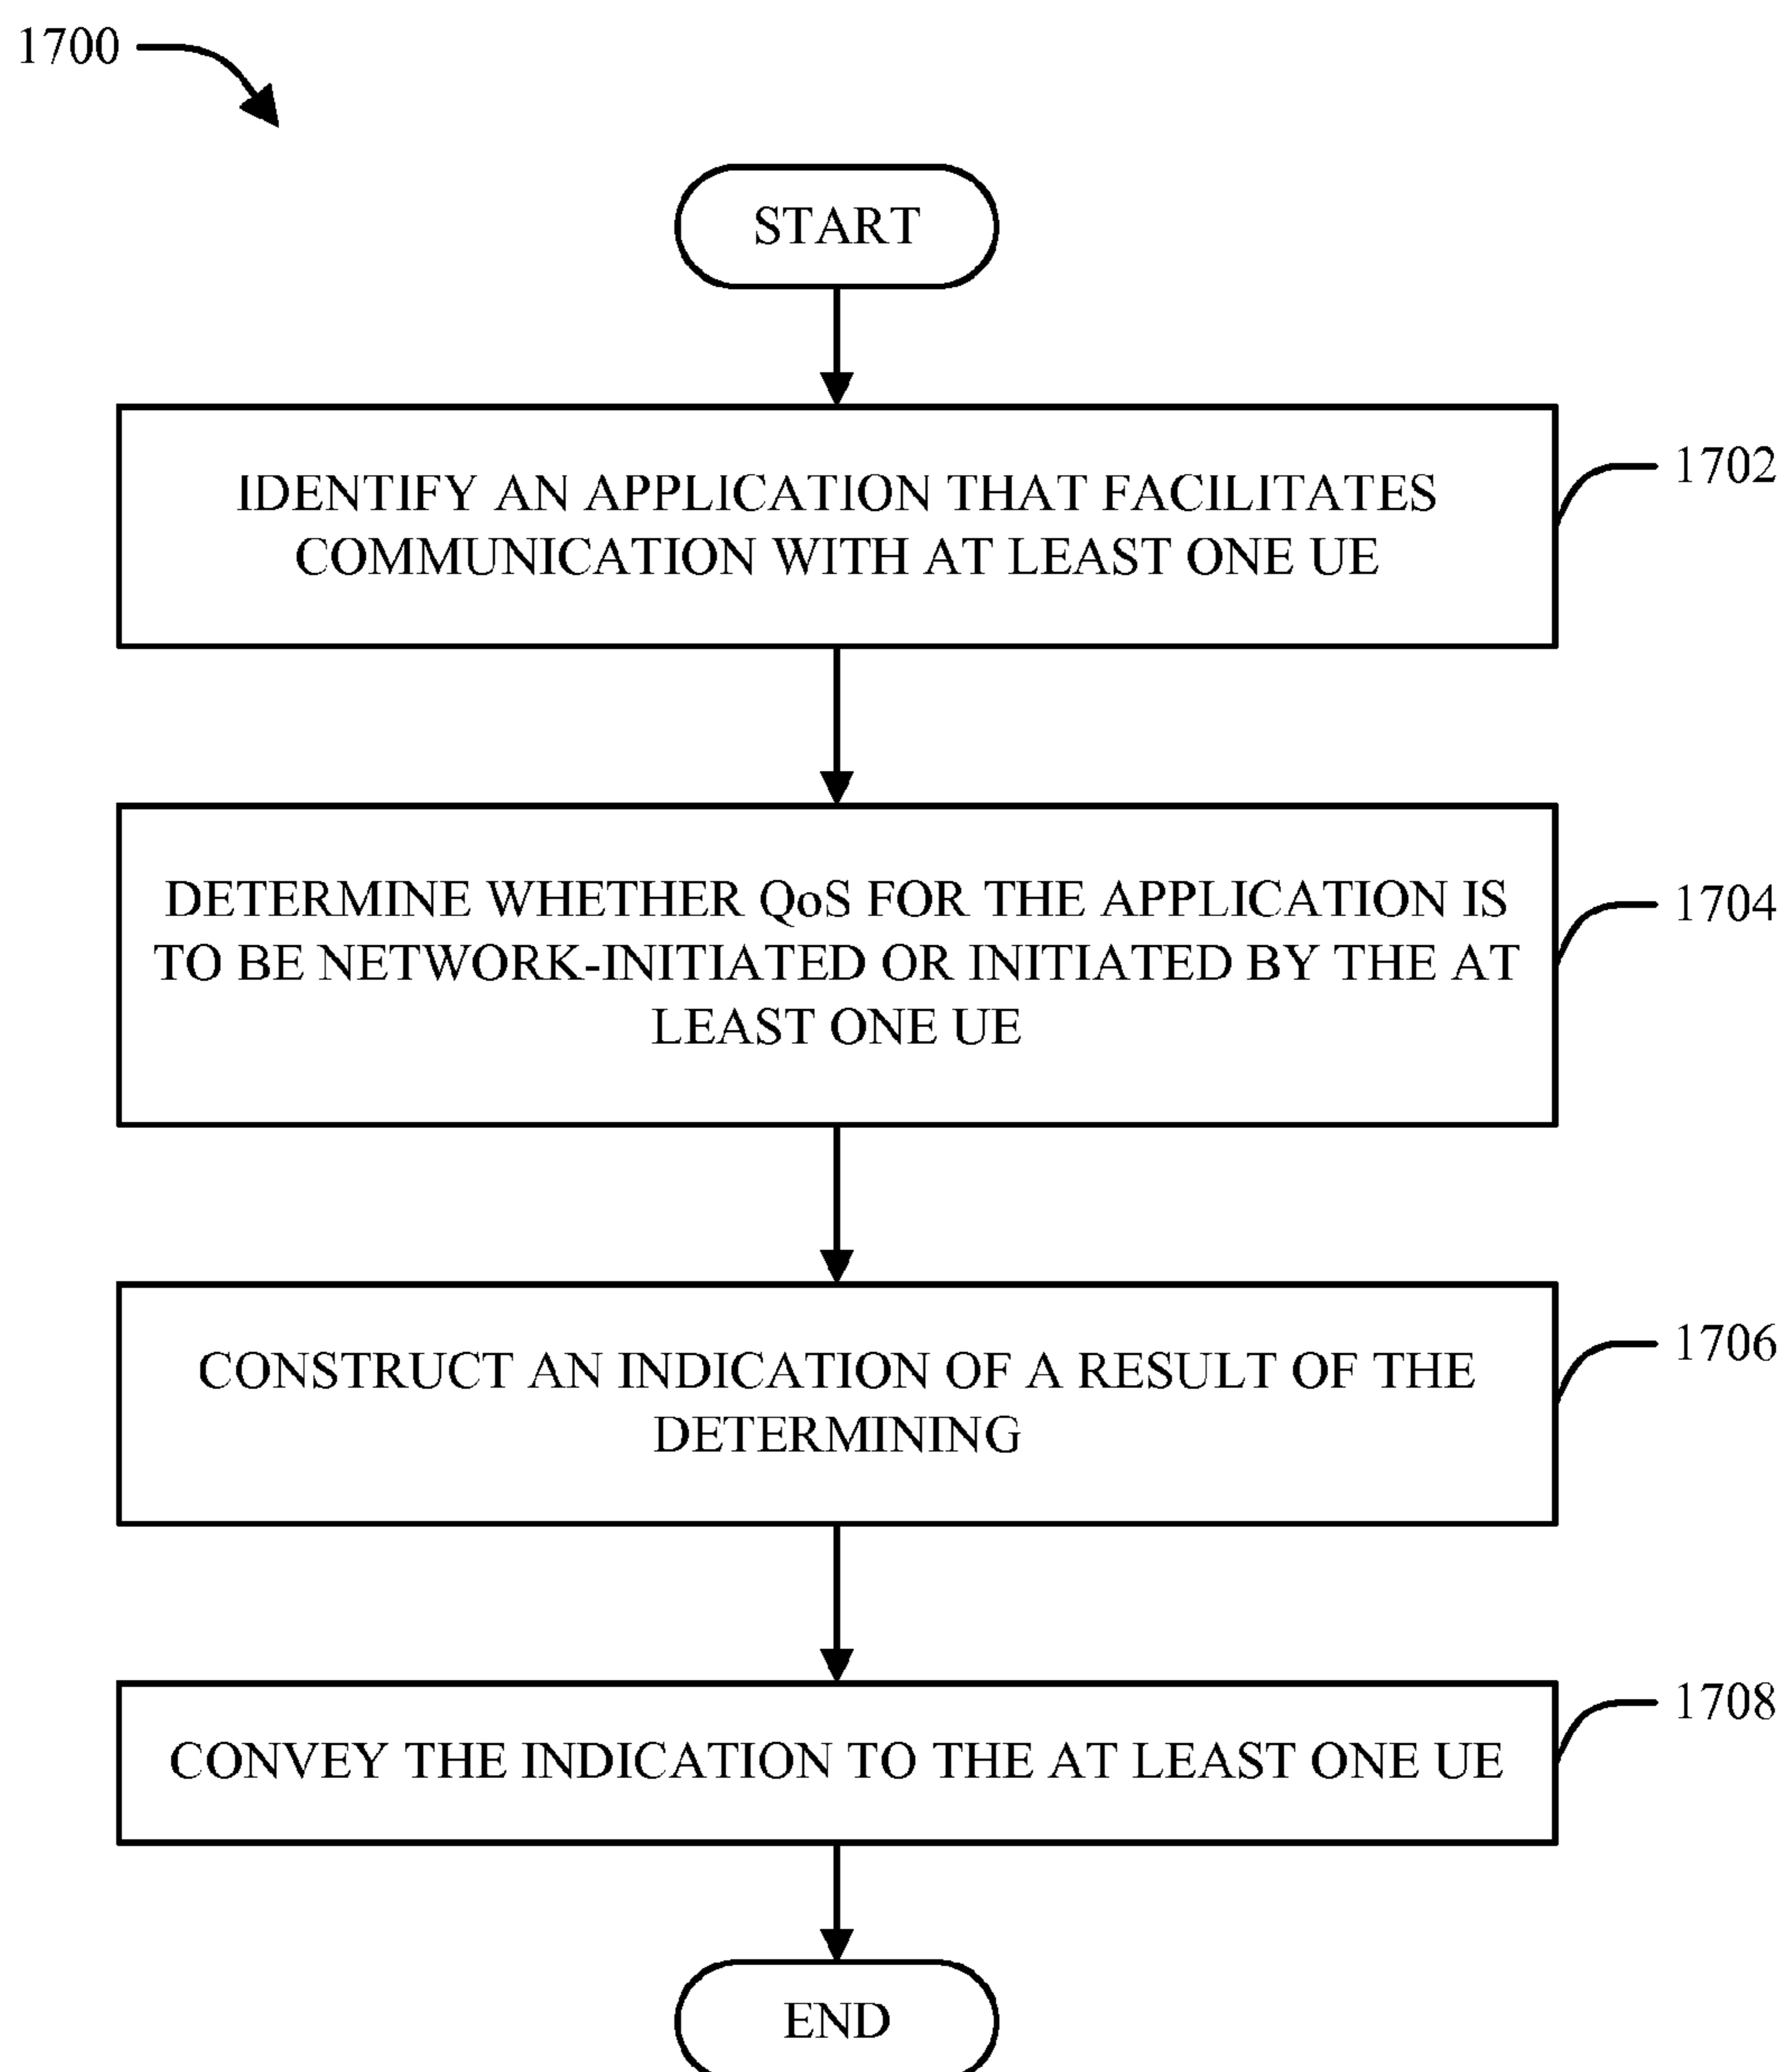 1700
START
IDENTIFY AN APPLICATION THAT FACILITATES
COMMUNICATION WITH AT LEAST ONE UE
1702
DETERMINE WHETHER QoS FOR THE APPLICATION IS
TO BE NETWORK-INITIATED OR INITIATED BY THE AT
LEAST ONE UE
1704
CONSTRUCT AN INDICATION OF A RESULT OF THE
DETERMINING
1706
CONVEY THE INDICATION TO THE AT LEAST ONE UE
1708
END